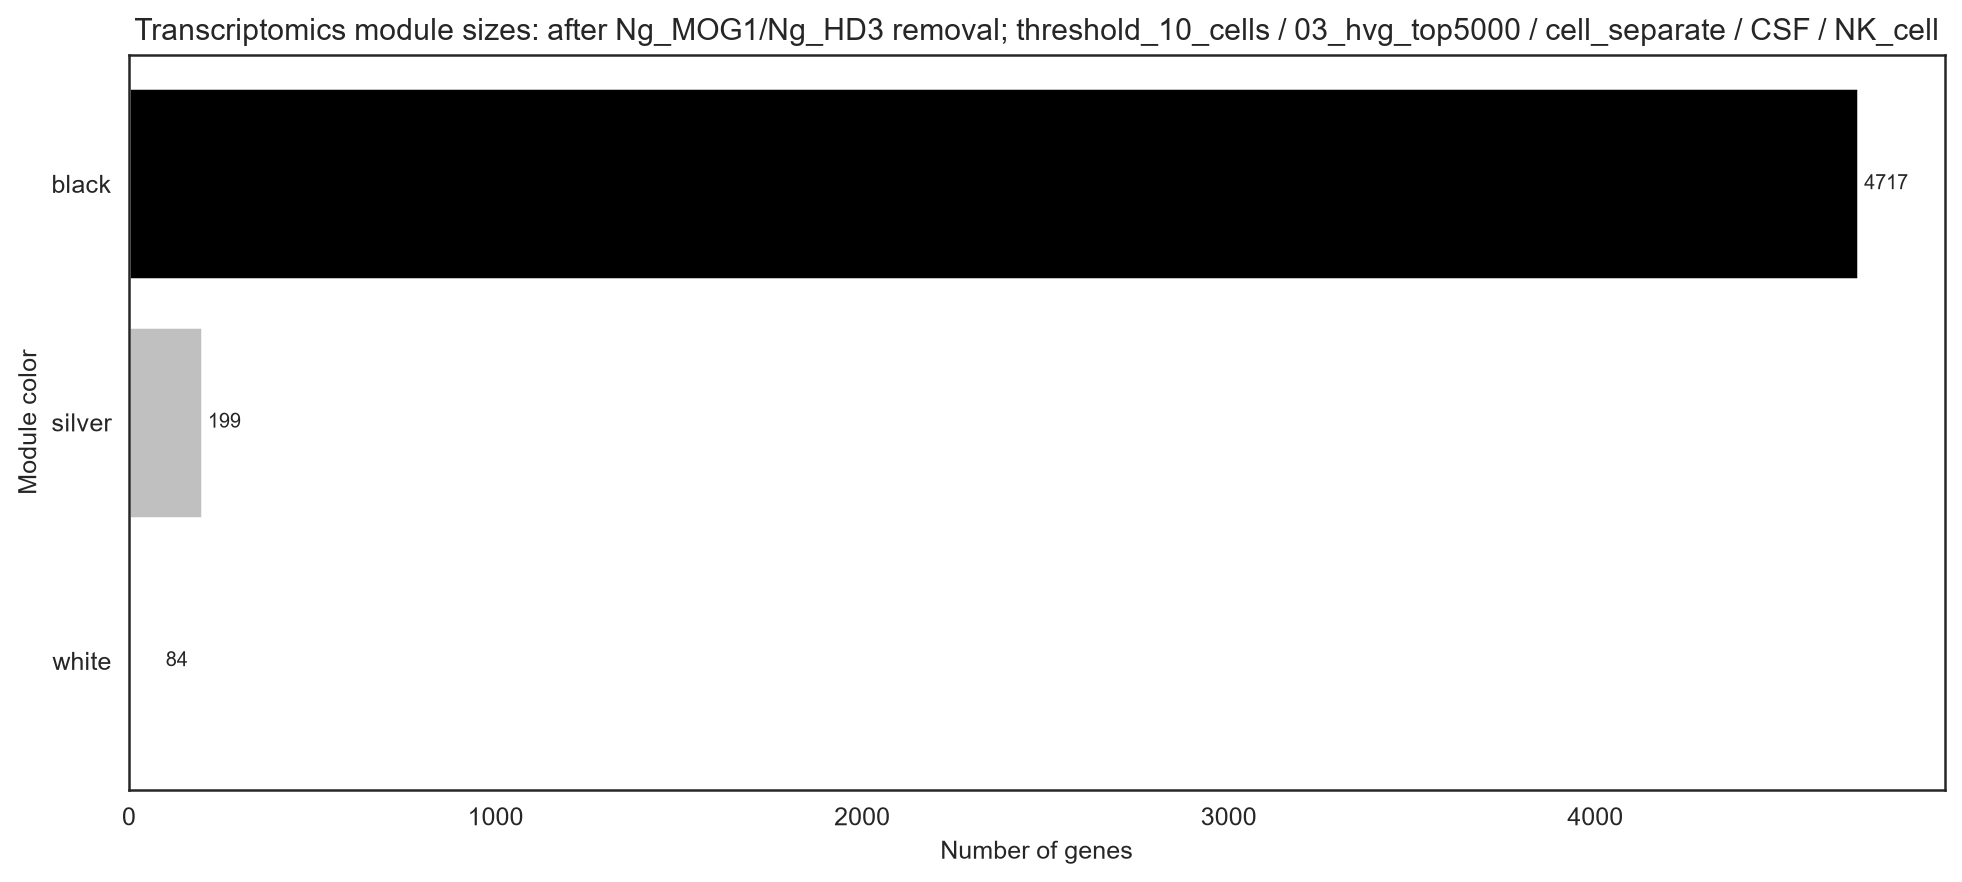 Transcriptomics module sizes: after Ng_MOG1/Ng_HD3 removal; threshold_10_cells / 03_hvg_top5000 / cell_separate / CSF / NK_cell
Module color
black
4717
silver
199
white
84
0 1000 2000 3000 4000
Number of genes